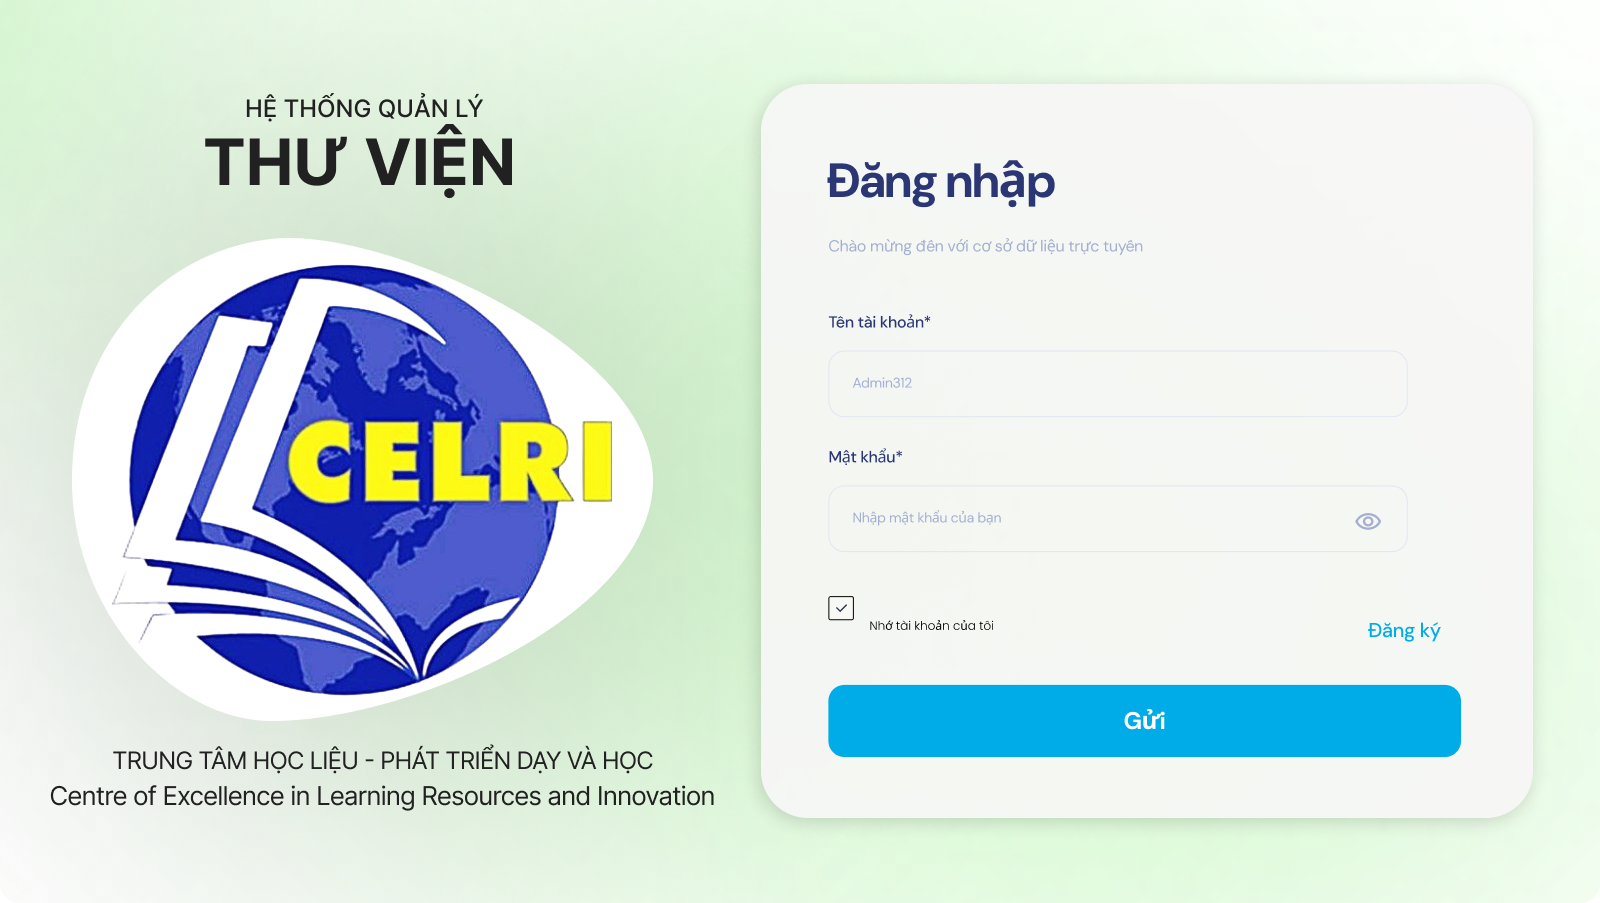 HỆ THỐNG QUẢN LÝ
THƯ VIỆN
CELRI
TRUNG TÂM HỌC LIỆU - PHÁT TRIỂN DẠY VÀ HỌC
Centre of Excellence in Learning Resources and Innovation
Đăng nhập
Chào mừng đên với cơ sở dữ liệu trực tuyên
Tên tài khoản*
Admin312
Mật khẩu*
Nhập mật khẩu của bạn
Nhớ tài khoản của tôi
Đăng ký
Gửi